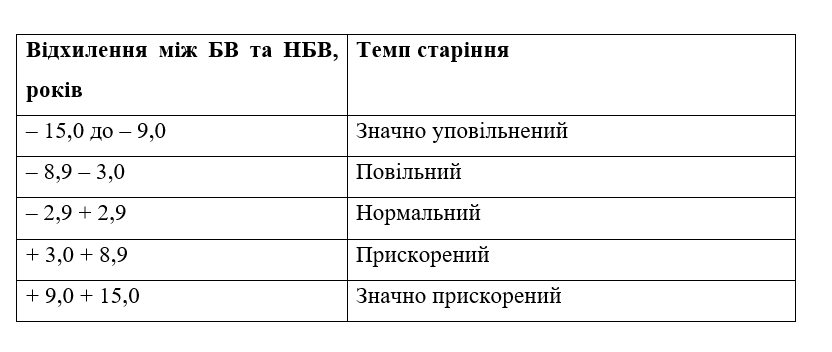 Відхилення між БВ та НБВ, Темп старіння
років
– 15,0 до – 9,0 Значно уповільнений
– 8,9 – 3,0 Повільний
– 2,9 + 2,9 Нормальний
+ 3,0 + 8,9 Прискорений
+ 9,0 + 15,0 Значно прискорений